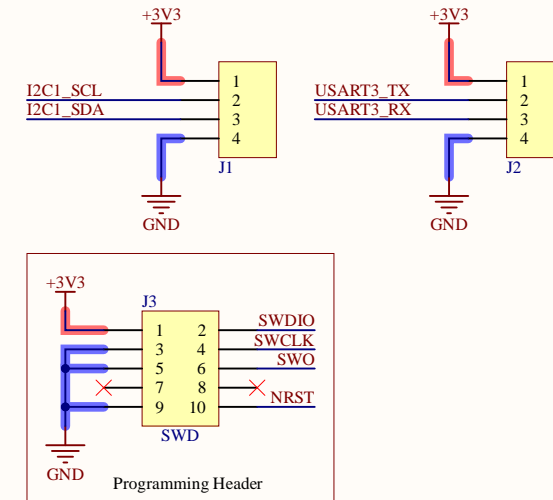 +3V3 +3V3
1 1
I2C1_SCL 2 USART3_TX 2
I2C1_SDA 3 USART3_RX 3
4 4
J1 J2
GND GND
+3V3
J3
1 2 SWDIO
3 4 SWCLK
5 6 SWO
7 8
9 10 NRST
SWD
GND
Programming Header